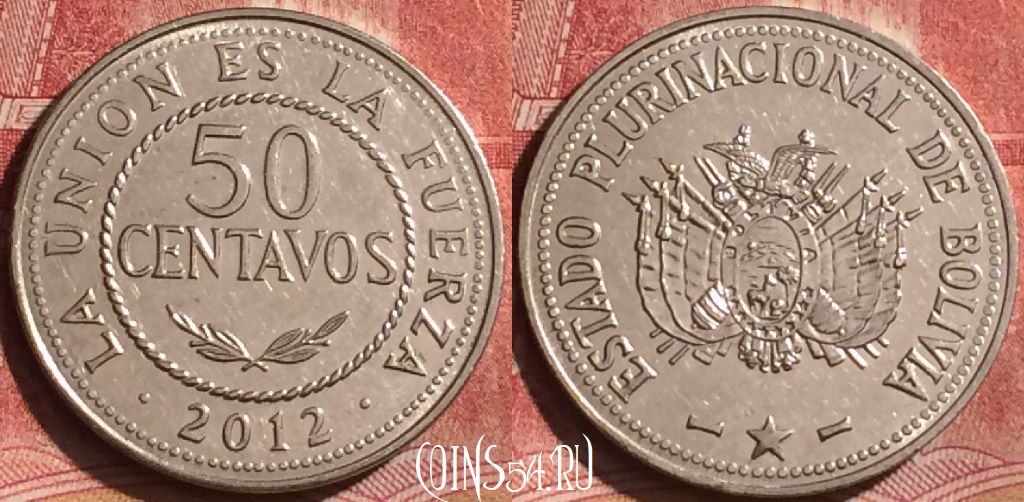 LA UNION ES LA FUERZA
50
CENTAVOS
· 2012 ·
ESTADO PLURINACIONAL DE BOLIVIA
COINS54.RU